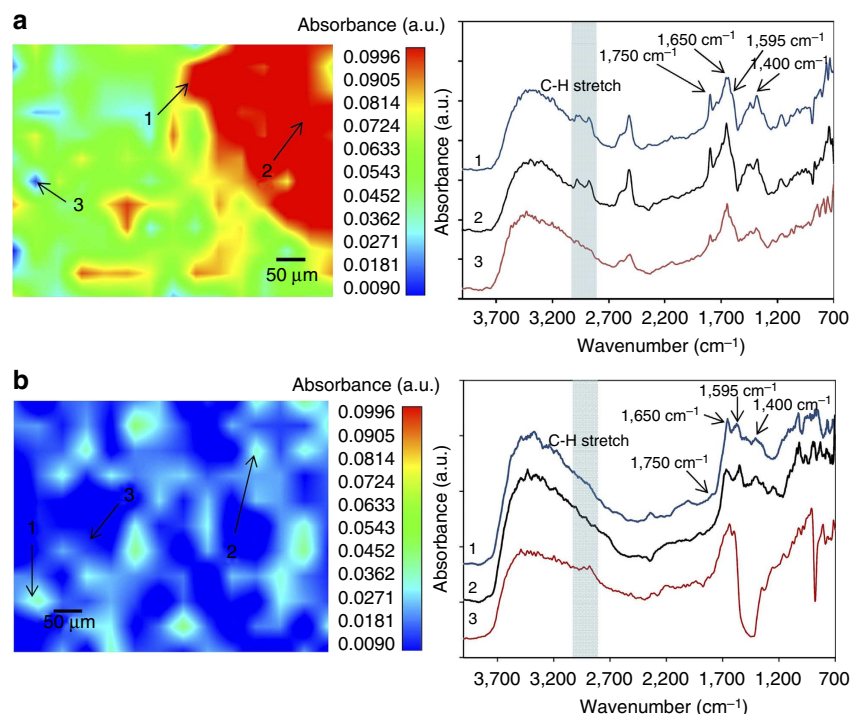 a
Absorbance (a.u.)
0.0996
0.0905
0.0814
0.0724
0.0633
0.0543
0.0452
0.0362
0.0271
0.0181
0.0090
1
2
3
50 μm
Absorbance (a.u.)
1,650 cm⁻¹
1,750 cm⁻¹
1,595 cm⁻¹
1,400 cm⁻¹
C-H stretch
1
2
3
3,700 3,200 2,700 2,200 1,700 1,200 700
Wavenumber (cm⁻¹)
b
Absorbance (a.u.)
0.0996
0.0905
0.0814
0.0724
0.0633
0.0543
0.0452
0.0362
0.0271
0.0181
0.0090
3
1
2
50 μm
Absorbance (a.u.)
1,595 cm⁻¹
1,650 cm⁻¹
1,400 cm⁻¹
C-H stretch
1,750 cm⁻¹
1
2
3
3,700 3,200 2,700 2,200 1,700 1,200 700
Wavenumber (cm⁻¹)